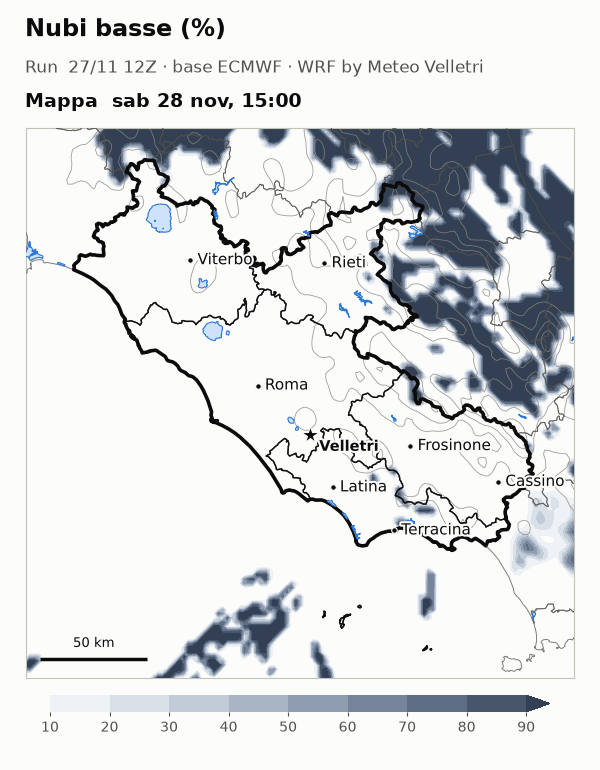 Nubi basse (%)
Run  27/11 12Z · base ECMWF · WRF by Meteo Velletri
Mappa  sab 28 nov, 15:00
Viterbo
Rieti
Roma
Velletri
Frosinone
Latina
Cassino
Terracina
50 km
10 20 30 40 50 60 70 80 90